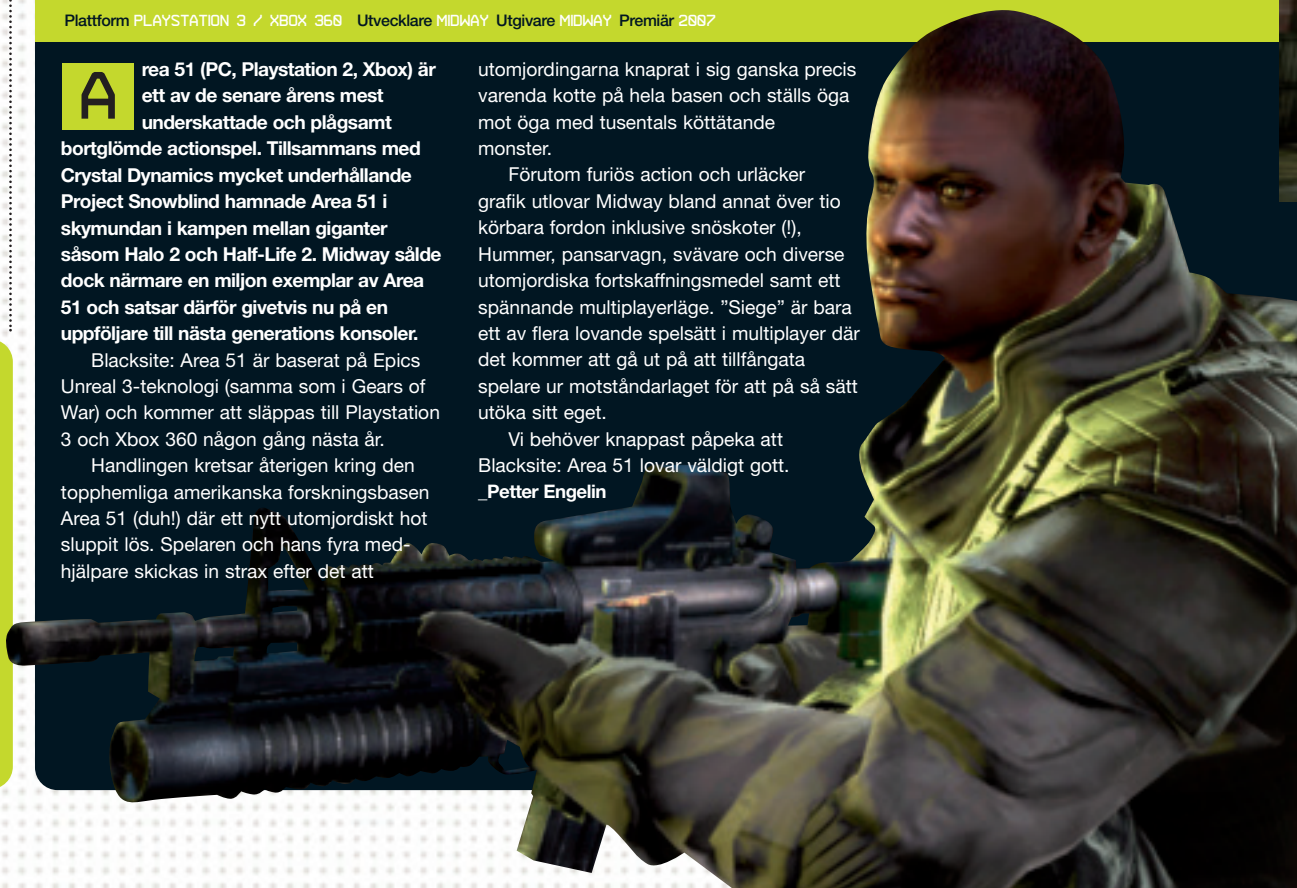 Plattform PLAYSTATION 3 / XBOX 360 Utvecklare MIDWAY Utgivare MIDWAY Premiär 2007
Area 51 (PC, Playstation 2, Xbox) är
ett av de senare årens mest
underskattade och plågsamt
bortglömde actionspel. Tillsammans med
Crystal Dynamics mycket underhållande
Project Snowblind hamnade Area 51 i
skymundan i kampen mellan giganter
såsom Halo 2 och Half-Life 2. Midway sålde
dock närmare en miljon exemplar av Area
51 och satsar därför givetvis nu på en
uppföljare till nästa generations konsoler.
Blacksite: Area 51 är baserat på Epics
Unreal 3-teknologi (samma som i Gears of
War) och kommer att släppas till Playstation
3 och Xbox 360 någon gång nästa år.
Handlingen kretsar återigen kring den
topphemliga amerikanska forskningsbasen
Area 51 (duh!) där ett nytt utomjordiskt hot
sluppit lös. Spelaren och hans fyra med-
hjälpare skickas in strax efter det att
utomjordingarna knaprat i sig ganska precis
varenda kotte på hela basen och ställs öga
mot öga med tusentals köttätande
monster.
Förutom furiös action och urläcker
grafik utlovar Midway bland annat över tio
körbara fordon inklusive snöskoter (!),
Hummer, pansarvagn, svävare och diverse
utomjordiska fortskaffningsmedel samt ett
spännande multiplayerläge. ”Siege” är bara
ett av flera lovande spelsätt i multiplayer där
det kommer att gå ut på att tillfångata
spelare ur motståndarlaget för att på så sätt
utöka sitt eget.
Vi behöver knappast påpeka att
Blacksite: Area 51 lovar väldigt gott.
_Petter Engelin